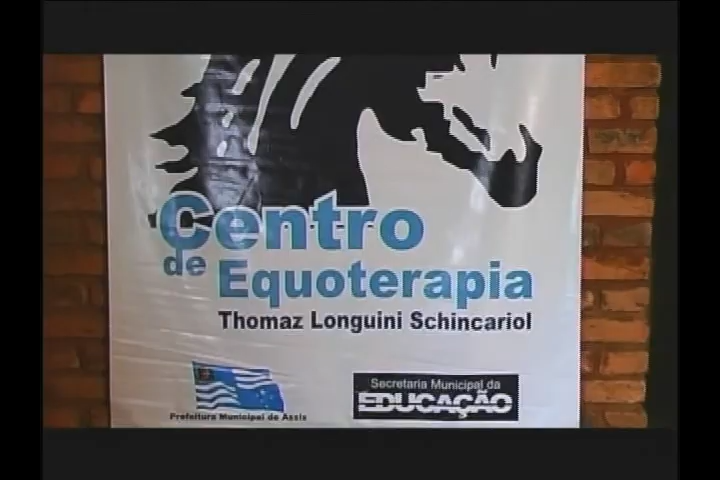 Centro
de Equoterapia
Thomaz Longuini Schincariol
Prefeitura Municipal de Assis
Secretaria Municipal da
EDUCAÇÃO